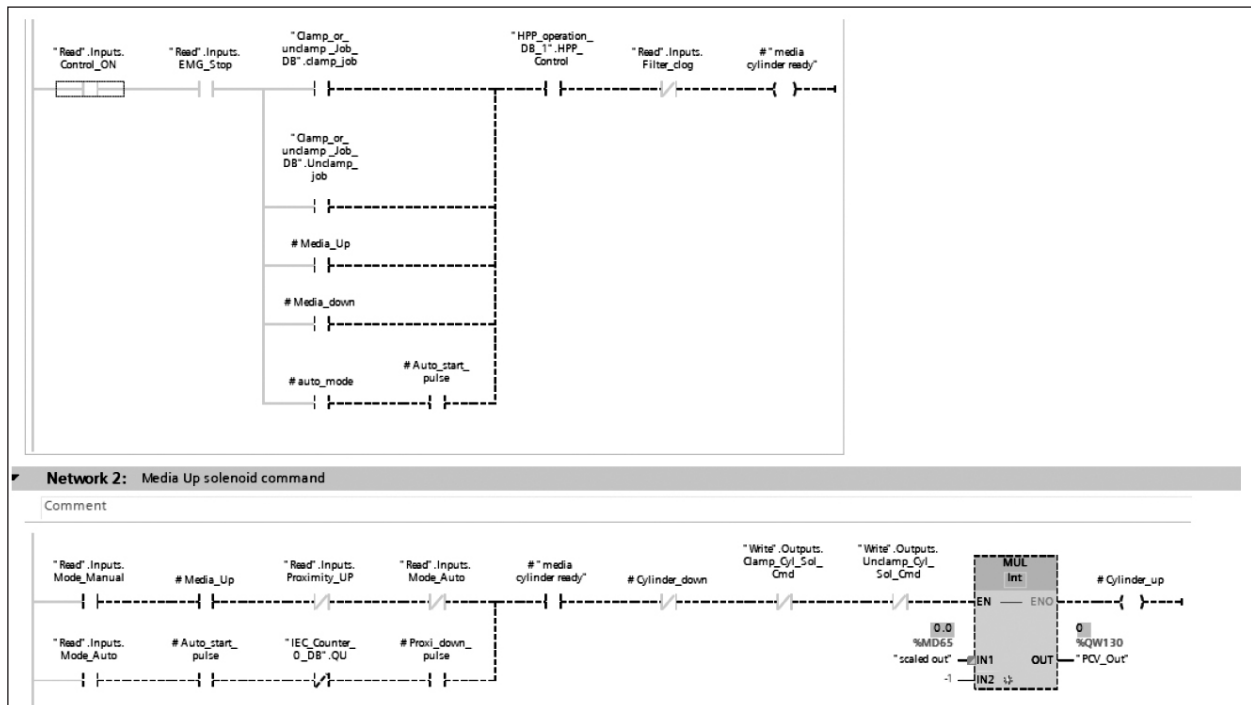 "Clamp_or_ "HPP_operation_
"Read".Inputs. "Read".Inputs. unclamp _Job_ DB_1".HPP_ "Read".Inputs. #"media
Control_ON EMG_Stop DB".clamp_job Control Filter_clog cylinder ready"
"Clamp_or_
unclamp _Job_
DB".Unclamp_
job
#Media_Up
#Media_down
#Auto_start_
#auto_mode pulse
Network 2: Media Up solenoid command
Comment
"Write".Outputs. "Write".Outputs.
"Read".Inputs. "Read".Inputs. "Read".Inputs. #"media Clamp_Cyl_Sol_ Unclamp_Cyl_ MUL
Mode_Manual #Media_Up Proximity_UP Mode_Auto cylinder ready" #Cylinder_down Cmd Sol_Cmd Int #Cylinder_up
EN ENO
0.0 0
"Read".Inputs. #Auto_start_ "IEC_Counter_ #Proxi_down_ %MD65 %QW130
Mode_Auto pulse 0_DB".QU pulse "scaled out" IN1 OUT "PCV_Out"
-1 IN2